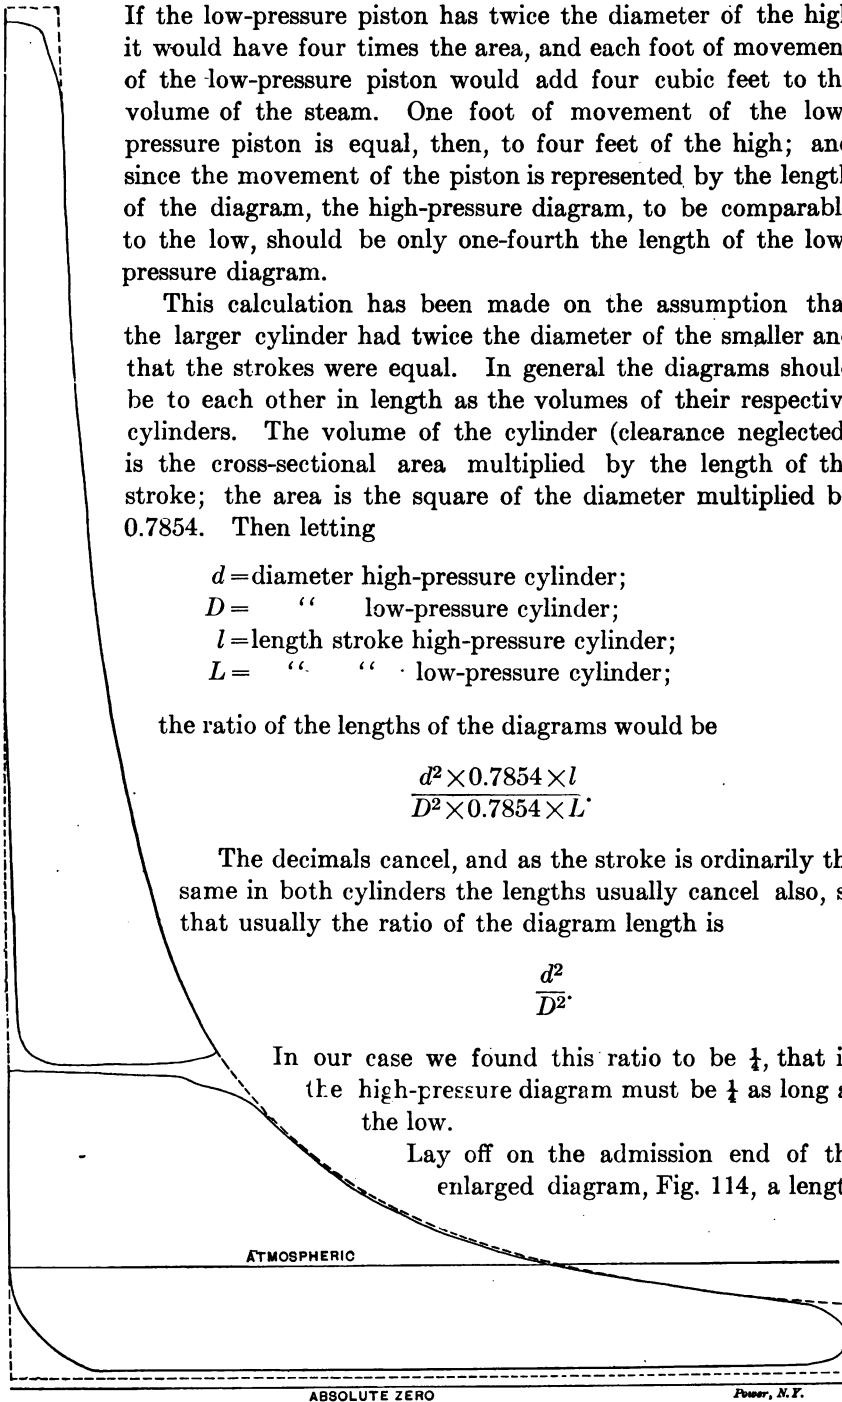 If the low-pressure piston has twice the diameter of the hig
it would have four times the area, and each foot of movemen
of the low-pressure piston would add four cubic feet to th
volume of the steam. One foot of movement of the low
pressure piston is equal, then, to four feet of the high; an
since the movement of the piston is represented by the lengt
of the diagram, the high-pressure diagram, to be comparabl
to the low, should be only one-fourth the length of the low
pressure diagram.
This calculation has been made on the assumption tha
the larger cylinder had twice the diameter of the smaller an
that the strokes were equal. In general the diagrams shoul
be to each other in length as the volumes of their respectiv
cylinders. The volume of the cylinder (clearance neglected
is the cross-sectional area multiplied by the length of th
stroke; the area is the square of the diameter multiplied b
0.7854. Then letting
d = diameter high-pressure cylinder;
D = “ low-pressure cylinder;
l = length stroke high-pressure cylinder;
L = “ “ low-pressure cylinder;
the ratio of the lengths of the diagrams would be
d² × 0.7854 × l
D² × 0.7854 × L.
The decimals cancel, and as the stroke is ordinarily th
same in both cylinders the lengths usually cancel also, s
that usually the ratio of the diagram length is
d²
D².
In our case we found this ratio to be ¼, that i
the high-pressure diagram must be ¼ as long a
the low.
Lay off on the admission end of th
enlarged diagram, Fig. 114, a lengt
ATMOSPHERIC
ABSOLUTE ZERO
Power, N.Y.